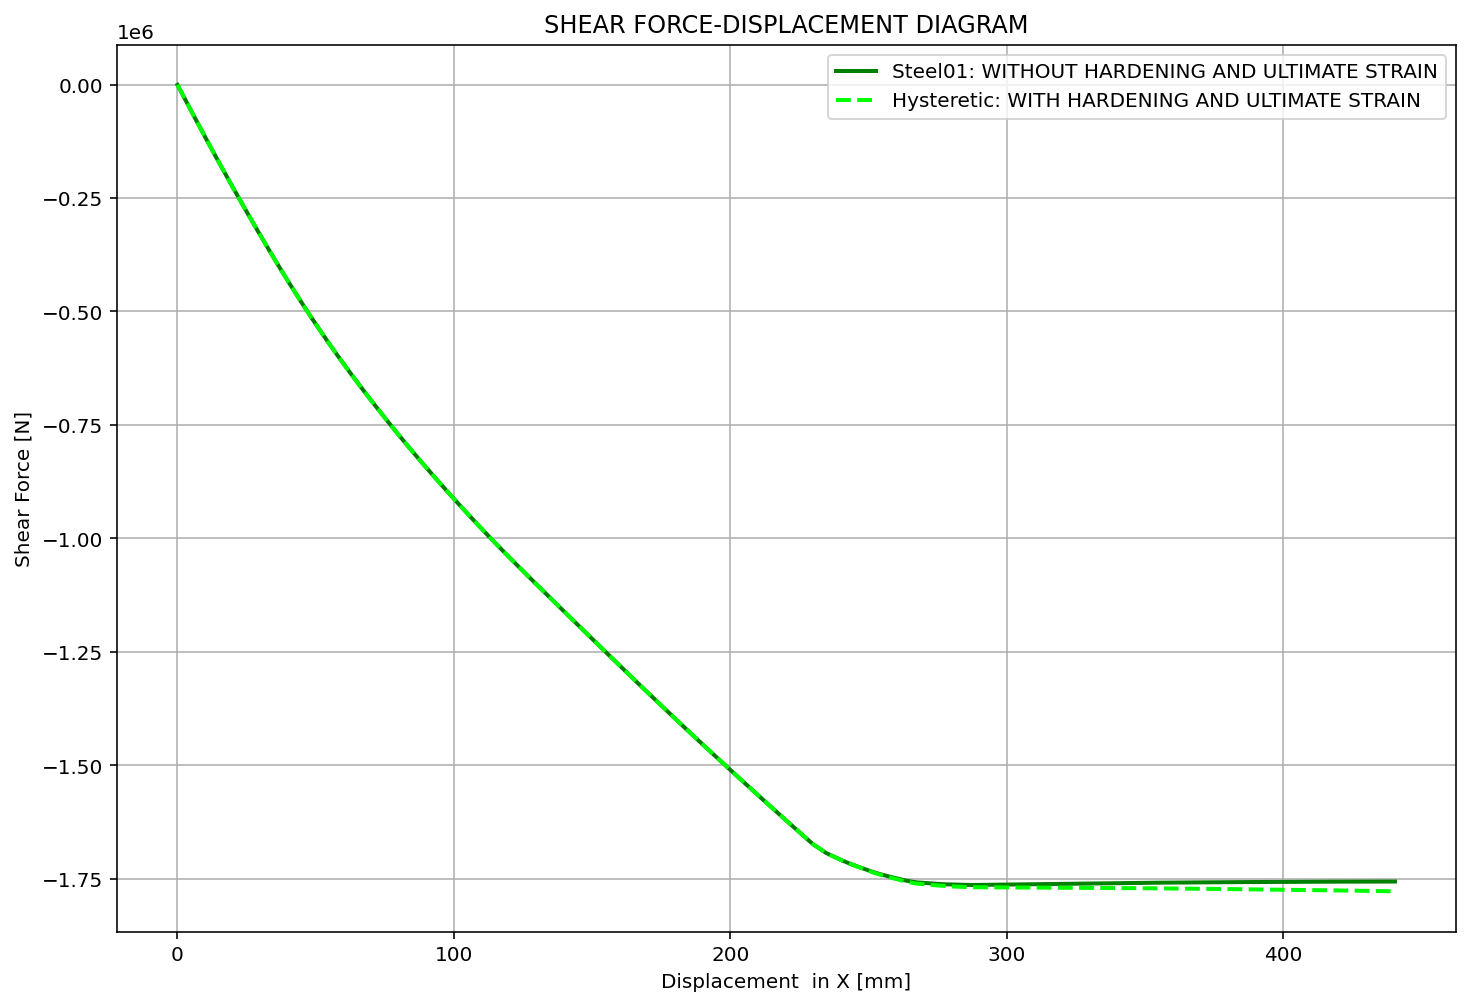 SHEAR FORCE-DISPLACEMENT DIAGRAM
1e6
Steel01: WITHOUT HARDENING AND ULTIMATE STRAIN
Hysteretic: WITH HARDENING AND ULTIMATE STRAIN
0.00
−0.25
−0.50
−0.75
−1.00
−1.25
−1.50
−1.75
Shear Force [N]
0 100 200 300 400
Displacement  in X [mm]